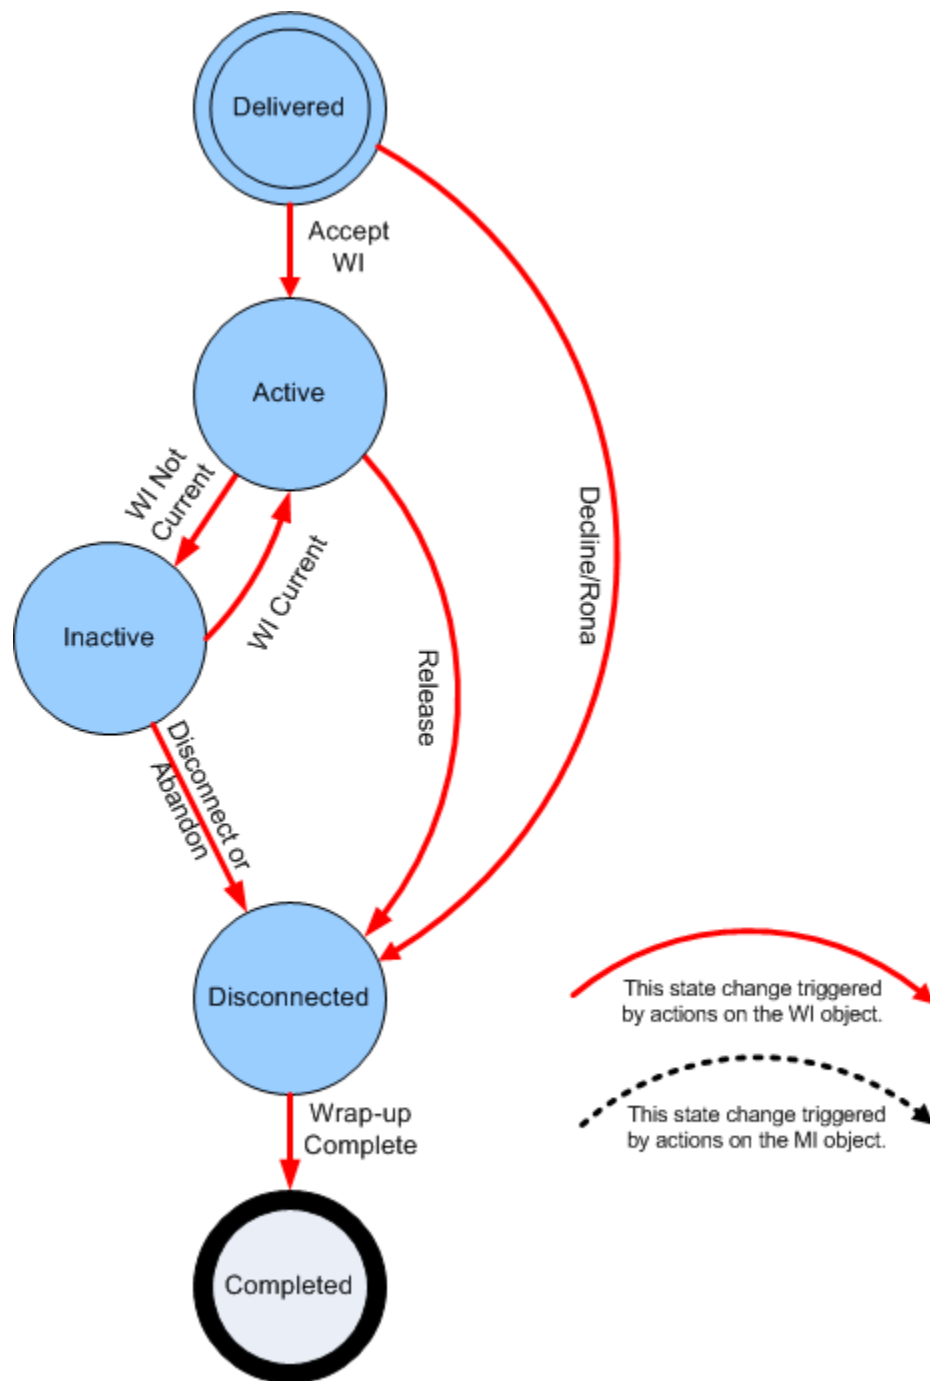 Delivered
Accept
WI
Active
WI Not
Current
WI Current
Inactive
Decline/Rona
Release
Disconnect or
Abandon
Disconnected
This state change triggered
by actions on the WI object.
This state change triggered
by actions on the MI object.
Wrap-up
Complete
Completed